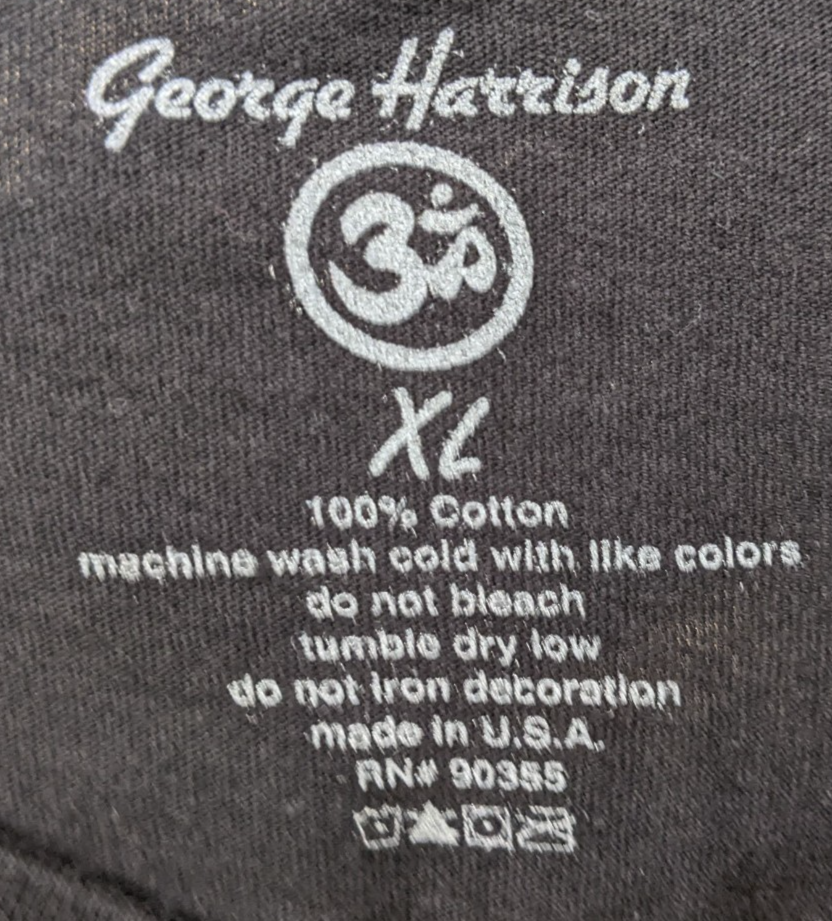 George Harrison
ॐ
XL
100% Cotton
machine wash cold with like colors
do not bleach
tumble dry low
do not iron decoration
made in U.S.A.
RN# 90355